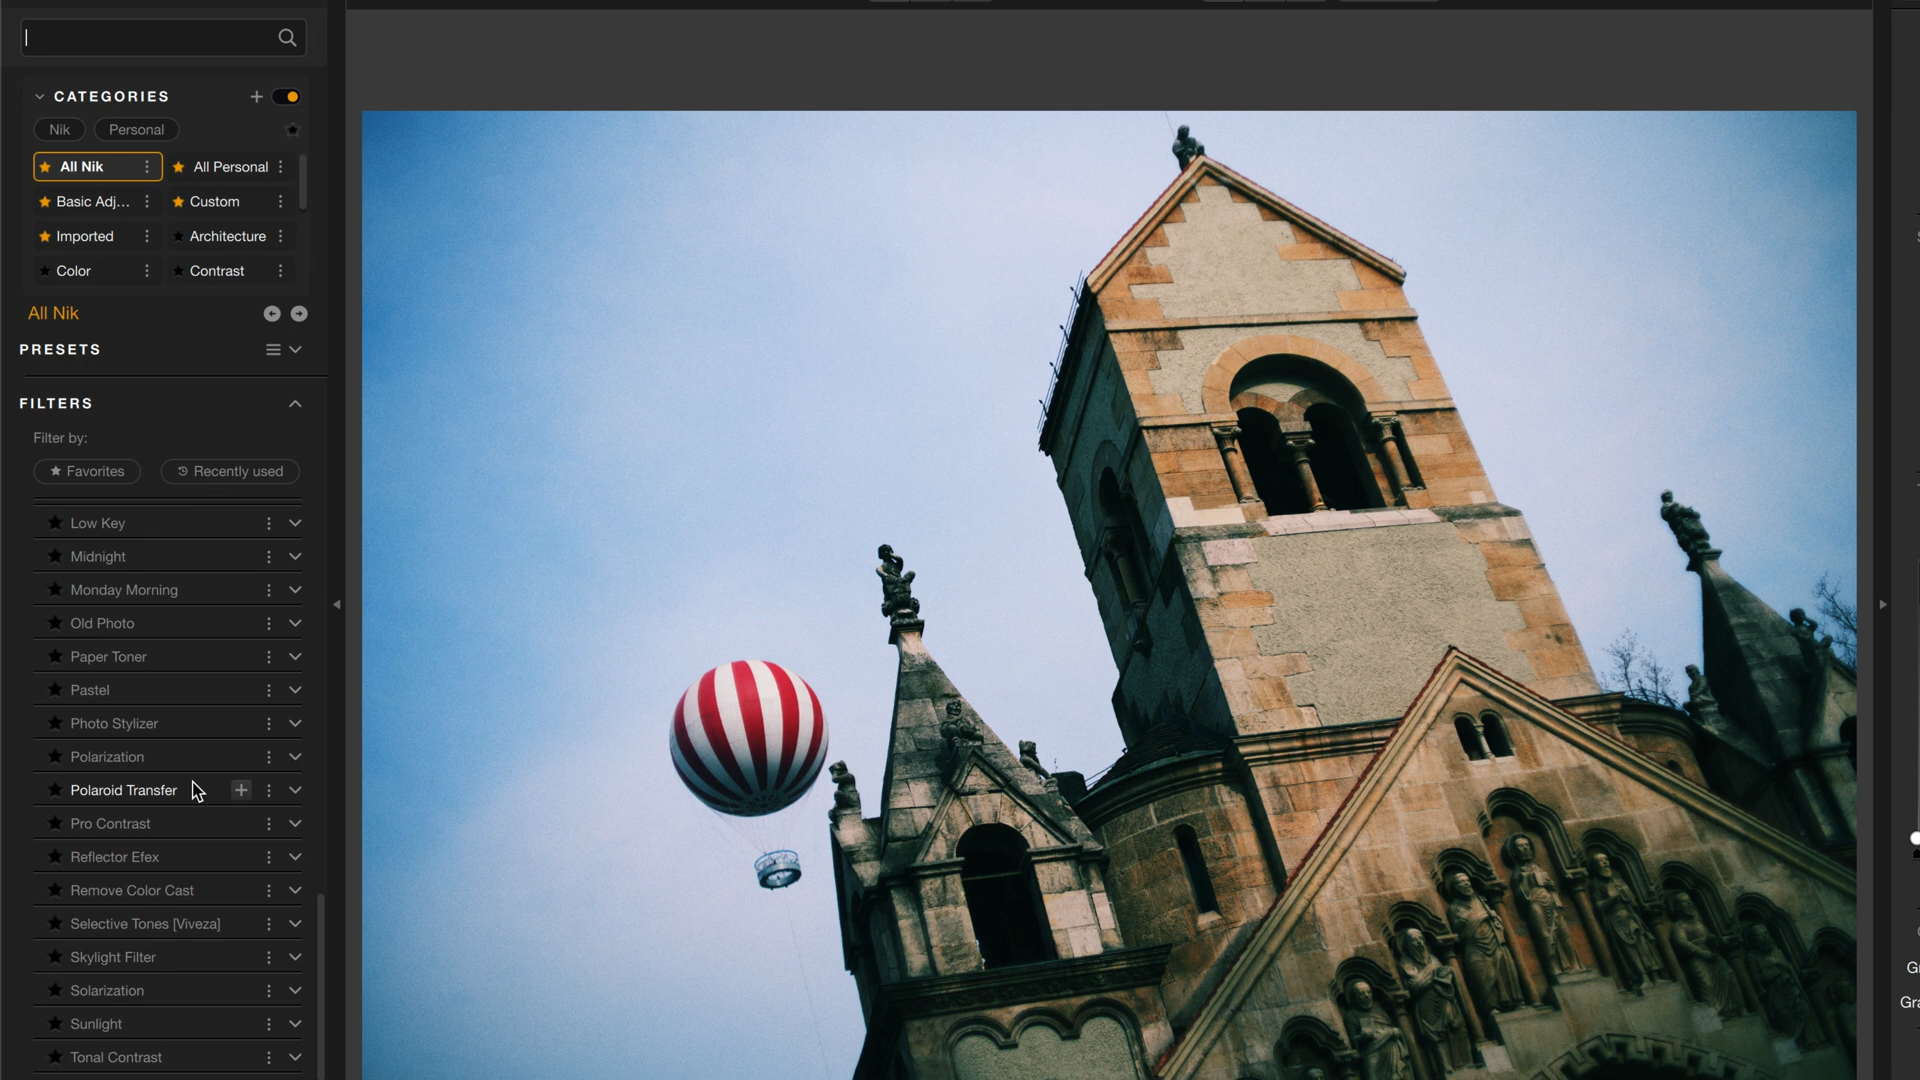 CATEGORIES
Nik Personal
All Nik All Personal
Basic Adj... Custom
Imported Architecture
Color Contrast
All Nik
PRESETS
FILTERS
Filter by:
Favorites Recently used
Low Key
Midnight
Monday Morning
Old Photo
Paper Toner
Pastel
Photo Stylizer
Polarization
Polaroid Transfer
Pro Contrast
Reflector Efex
Remove Color Cast
Selective Tones [Viveza]
Skylight Filter
Solarization
Sunlight
Tonal Contrast